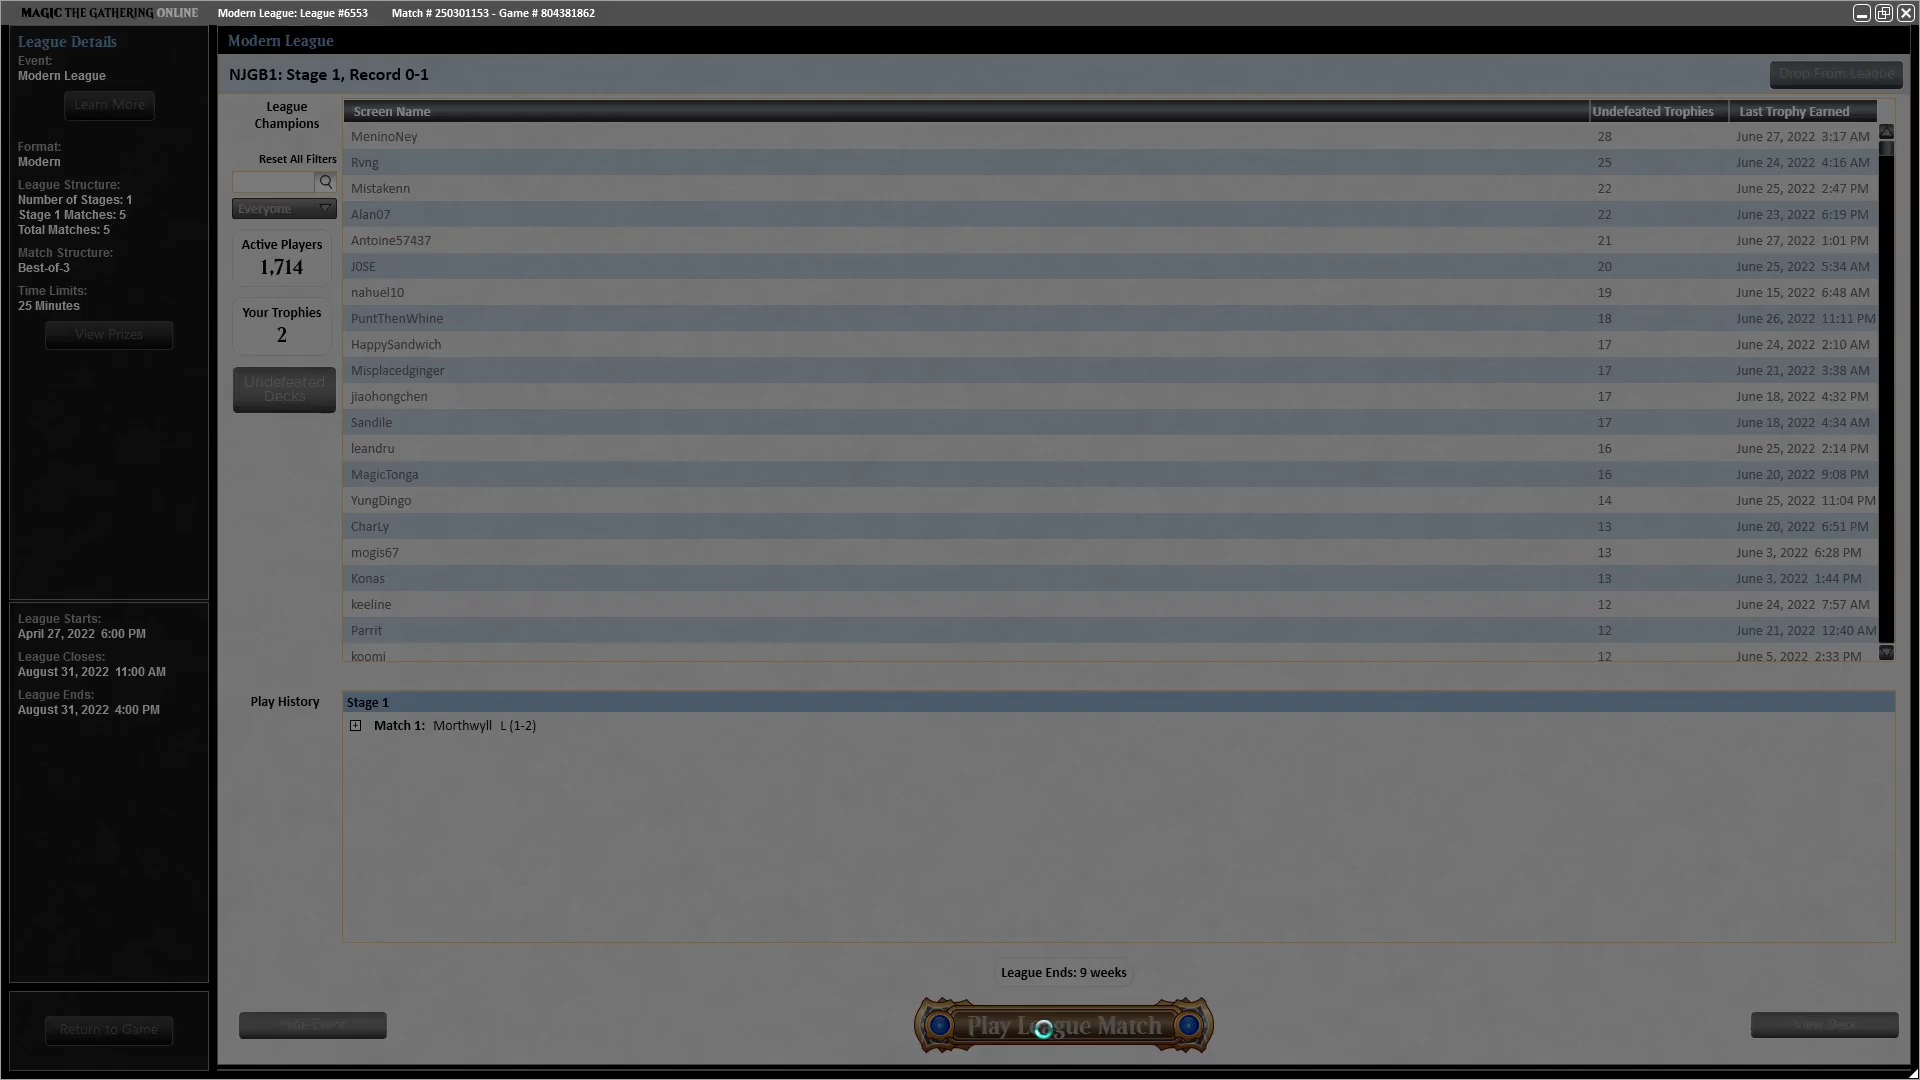 MAGIC THE GATHERING ONLINE
Modern League: League #6553
Match # 250301153 - Game # 804381862
League Details
Event:
Modern League
Learn More
Format:
Modern
League Structure:
Number of Stages: 1
Stage 1 Matches: 5
Total Matches: 5
Match Structure:
Best-of-3
Time Limits:
25 Minutes
View Prizes
League Starts:
April 27, 2022 6:00 PM
League Closes:
August 31, 2022 11:00 AM
League Ends:
August 31, 2022 4:00 PM
Return to Game
Modern League
NJGB1: Stage 1, Record 0-1
Drop From League
League
Champions
Reset All Filters
Everyone
Active Players
1,714
Your Trophies
2
Undefeated
Decks
Screen Name Undefeated Trophies Last Trophy Earned
MeninoNey 28 June 27, 2022 3:17 AM
Rvng 25 June 24, 2022 4:16 AM
Mistakenn 22 June 25, 2022 2:47 PM
Alan07 22 June 23, 2022 6:19 PM
Antoine57437 21 June 27, 2022 1:01 PM
J0SE 20 June 25, 2022 5:34 AM
nahuel10 19 June 15, 2022 6:48 AM
PuntThenWhine 18 June 26, 2022 11:11 PM
HappySandwich 17 June 24, 2022 2:10 AM
Misplacedginger 17 June 21, 2022 3:38 AM
jiaohongchen 17 June 18, 2022 4:32 PM
Sandile 17 June 18, 2022 4:34 AM
leandru 16 June 25, 2022 2:14 PM
MagicTonga 16 June 20, 2022 9:08 PM
YungDingo 14 June 25, 2022 11:04 PM
CharLy 13 June 20, 2022 6:51 PM
mogis67 13 June 3, 2022 6:28 PM
Konas 13 June 3, 2022 1:44 PM
keeline 12 June 24, 2022 7:57 AM
Parrit 12 June 21, 2022 12:40 AM
koomi 12 June 5, 2022 2:33 PM
Play History
Stage 1
Match 1: Morthwyll L (1-2)
League Ends: 9 weeks
Event
Play League Match
View Deck